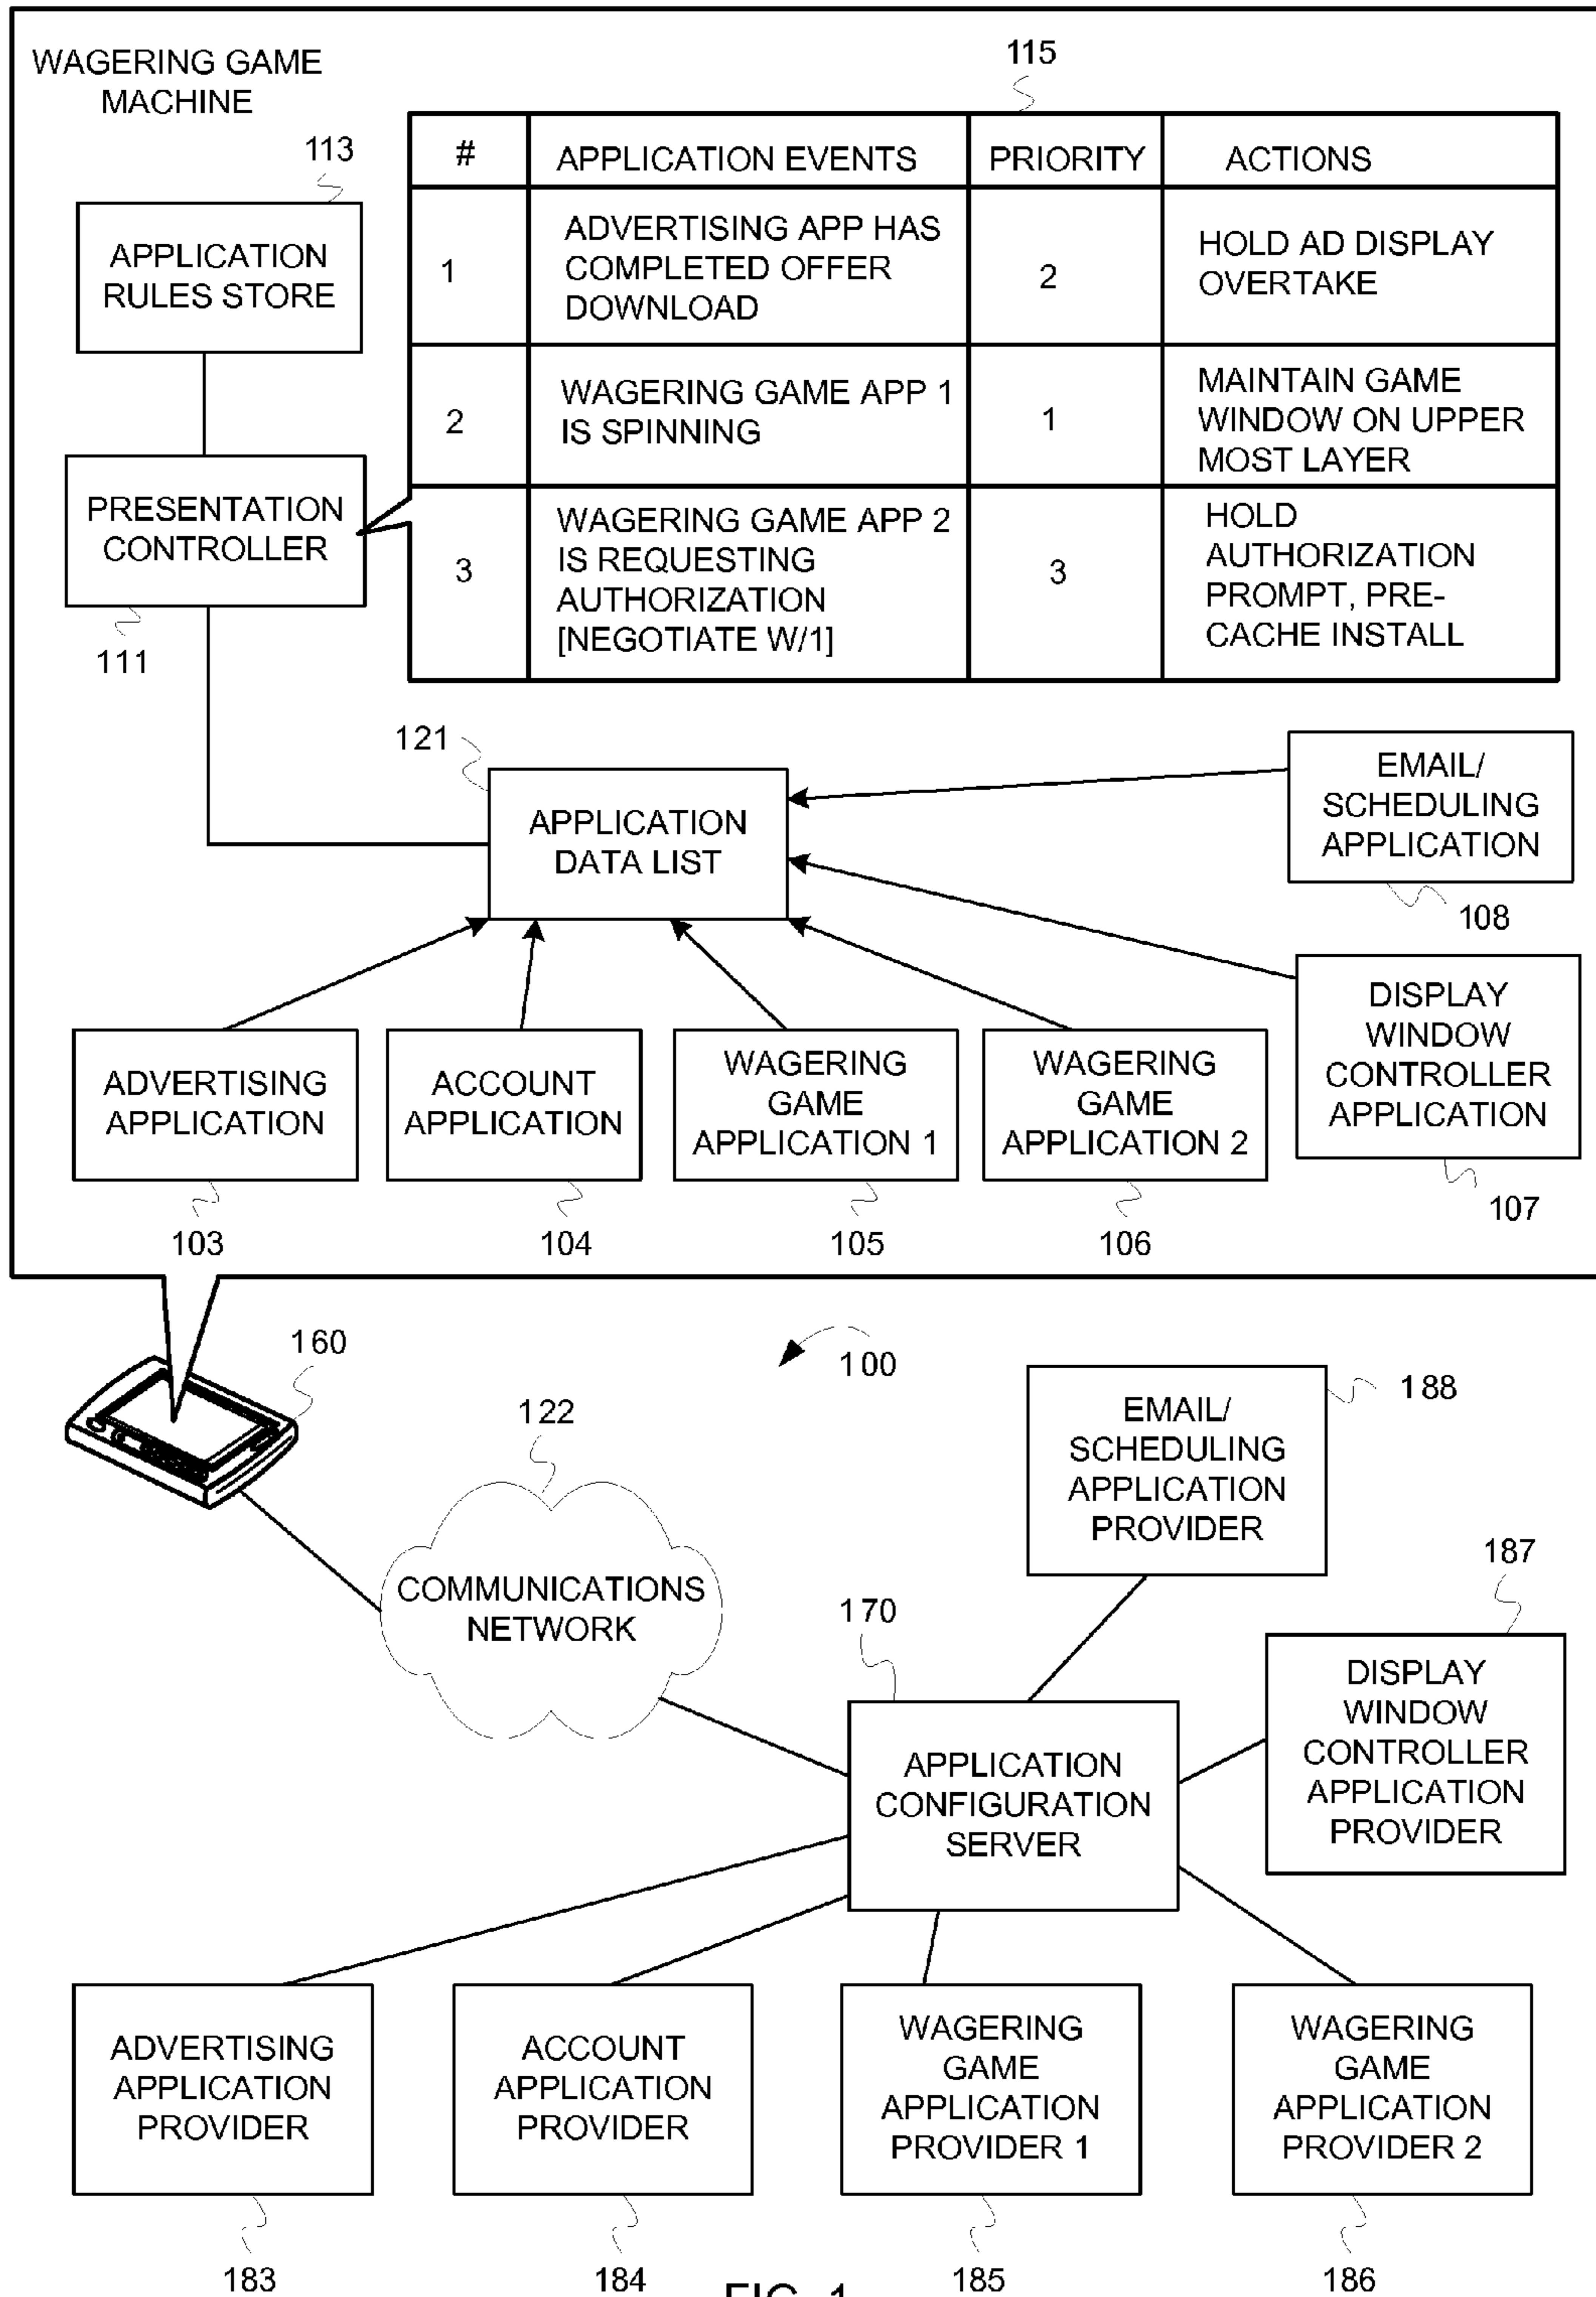 WAGERING GAME
MACHINE
115
113
#
APPLICATION EVENTS
PRIORITY
ACTIONS
1
ADVERTISING APP HAS
COMPLETED OFFER
DOWNLOAD
2
HOLD AD DISPLAY
OVERTAKE
2
WAGERING GAME APP 1
IS SPINNING
1
MAINTAIN GAME
WINDOW ON UPPER
MOST LAYER
3
WAGERING GAME APP 2
IS REQUESTING
AUTHORIZATION
[NEGOTIATE W/1]
3
HOLD
AUTHORIZATION
PROMPT, PRE-
CACHE INSTALL
APPLICATION
RULES STORE
PRESENTATION
CONTROLLER
111
121
APPLICATION
DATA LIST
EMAIL/
SCHEDULING
APPLICATION
108
DISPLAY
WINDOW
CONTROLLER
APPLICATION
107
ADVERTISING
APPLICATION
103
ACCOUNT
APPLICATION
104
WAGERING
GAME
APPLICATION 1
105
WAGERING
GAME
APPLICATION 2
106
160
100
122
COMMUNICATIONS
NETWORK
EMAIL/
SCHEDULING
APPLICATION
PROVIDER
188
187
DISPLAY
WINDOW
CONTROLLER
APPLICATION
PROVIDER
170
APPLICATION
CONFIGURATION
SERVER
ADVERTISING
APPLICATION
PROVIDER
183
ACCOUNT
APPLICATION
PROVIDER
184
WAGERING
GAME
APPLICATION
PROVIDER 1
185
WAGERING
GAME
APPLICATION
PROVIDER 2
186
FIG. 1